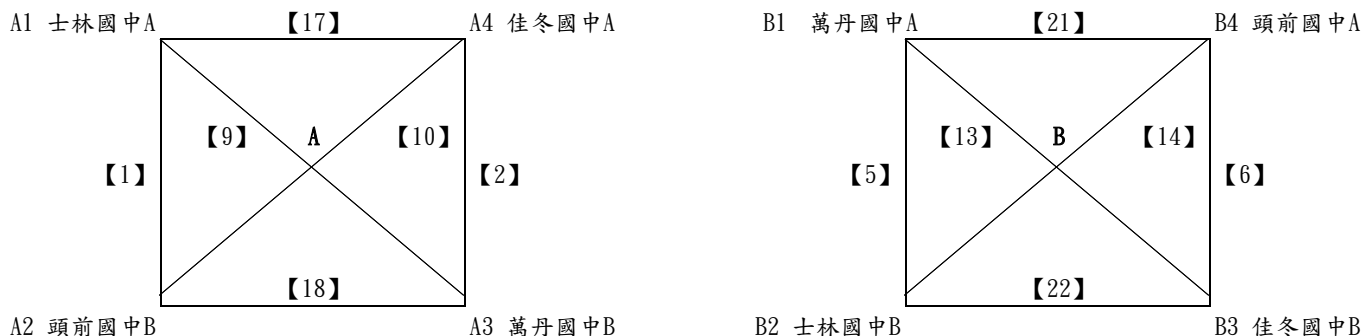 A1 士林國中A 【17】 A4 佳冬國中A B1 萬丹國中A 【21】 B4 頭前國中A
【9】 A 【10】 【13】 B 【14】
【1】 【2】 【5】 【6】
【18】 【22】
A2 頭前國中B A3 萬丹國中B B2 士林國中B B3 佳冬國中B